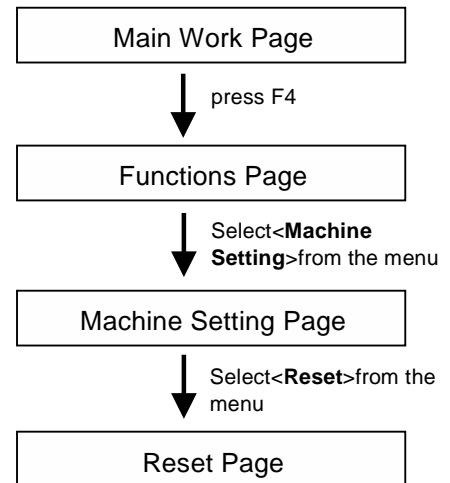 Main Work Page
press F4
Functions Page
Select<Machine
Setting>from the menu
Machine Setting Page
Select<Reset>from the
menu
Reset Page